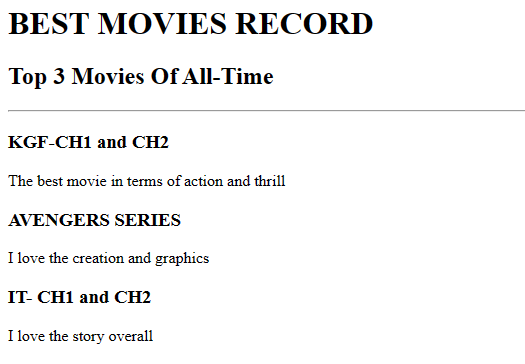 BEST MOVIES RECORD
Top 3 Movies Of All-Time
KGF-CH1 and CH2
The best movie in terms of action and thrill
AVENGERS SERIES
I love the creation and graphics
IT- CH1 and CH2
I love the story overall